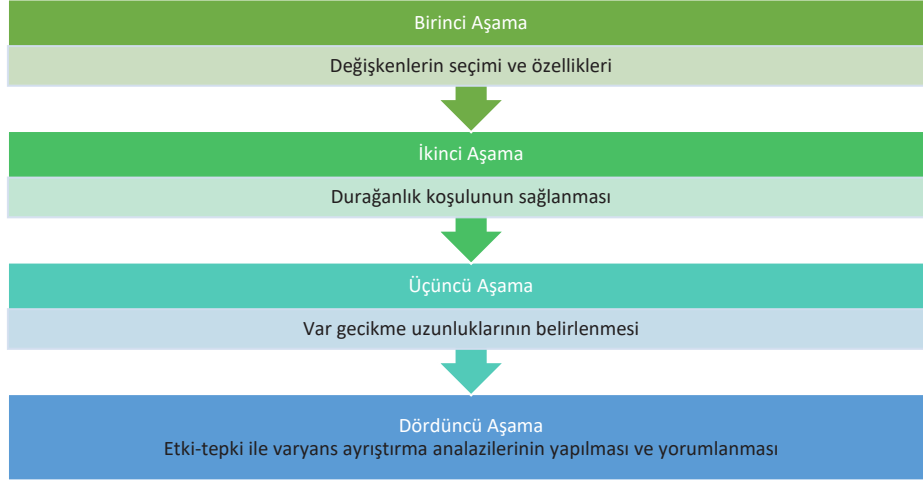 Birinci Aşama
Değişkenlerin seçimi ve özellikleri
İkinci Aşama
Durağanlık koşulunun sağlanması
Üçüncü Aşama
Var gecikme uzunluklarının belirlenmesi
Dördüncü Aşama
Etki-tepki ile varyans ayrıştırma analazilerinin yapılması ve yorumlanması